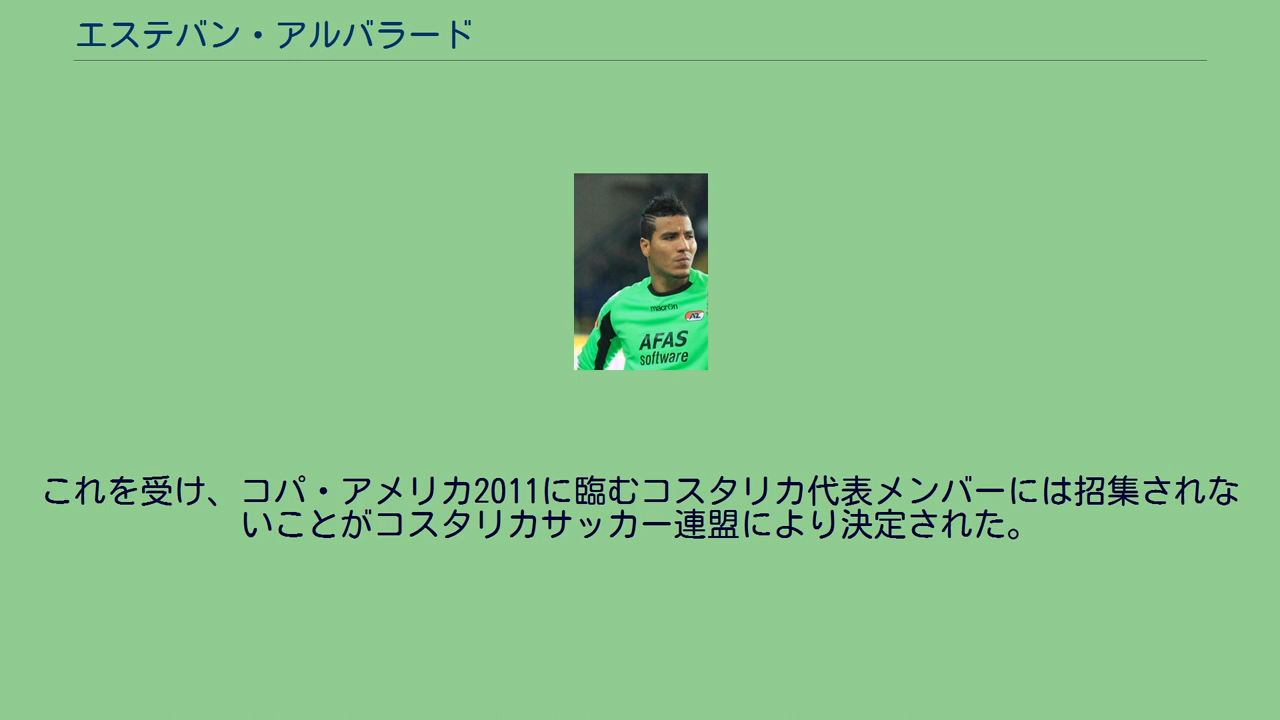 エステバン・アルバラード
macron
AZ
AFAS
software
これを受け、コパ・アメリカ2011に臨むコスタリカ代表メンバーには招集されな
いことがコスタリカサッカー連盟により決定された。